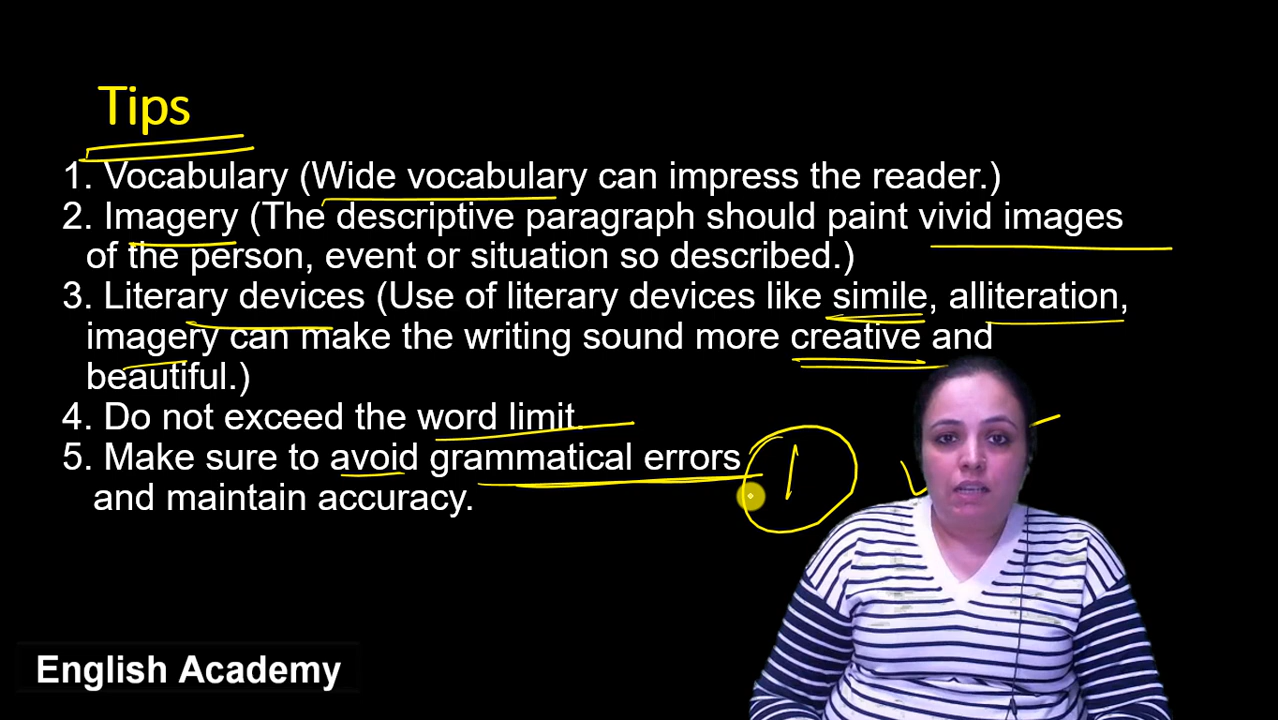 Tips
1. Vocabulary (Wide vocabulary can impress the reader.)
2. Imagery (The descriptive paragraph should paint vivid images
of the person, event or situation so described.)
3. Literary devices (Use of literary devices like simile, alliteration,
imagery can make the writing sound more creative and
beautiful.)
4. Do not exceed the word limit.
5. Make sure to avoid grammatical errors
and maintain accuracy.
1
English Academy